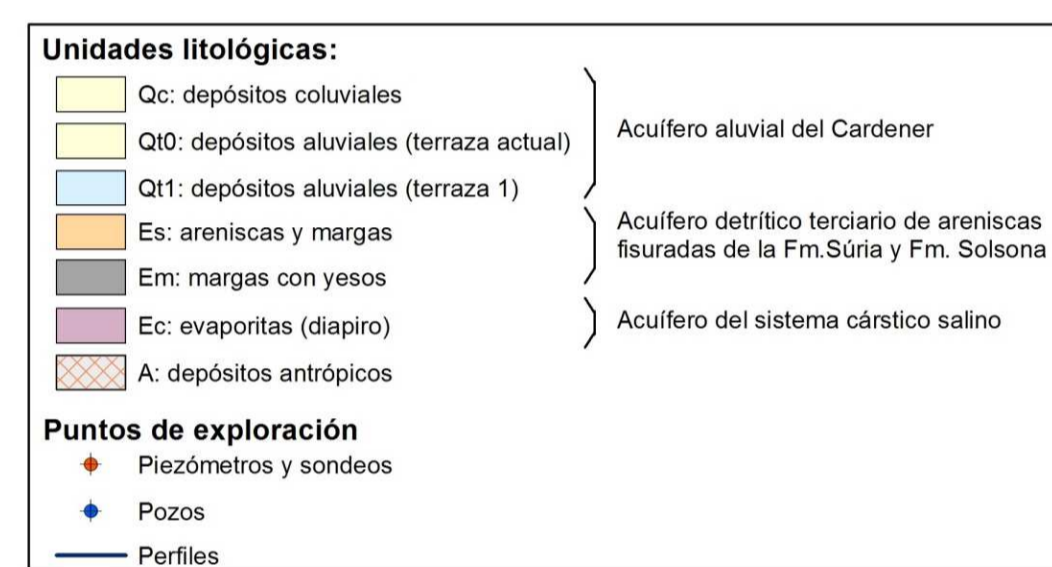 Unidades litológicas:
Qc: depósitos coluviales
Qt0: depósitos aluviales (terraza actual)
Acuífero aluvial del Cardener
Qt1: depósitos aluviales (terraza 1)
Es: areniscas y margas
Acuífero detrítico terciario de areniscas
fisuradas de la Fm.Súria y Fm. Solsona
Em: margas con yesos
Ec: evaporitas (diapiro)
Acuífero del sistema cárstico salino
A: depósitos antrópicos
Puntos de exploración
Piezómetros y sondeos
Pozos
Perfiles